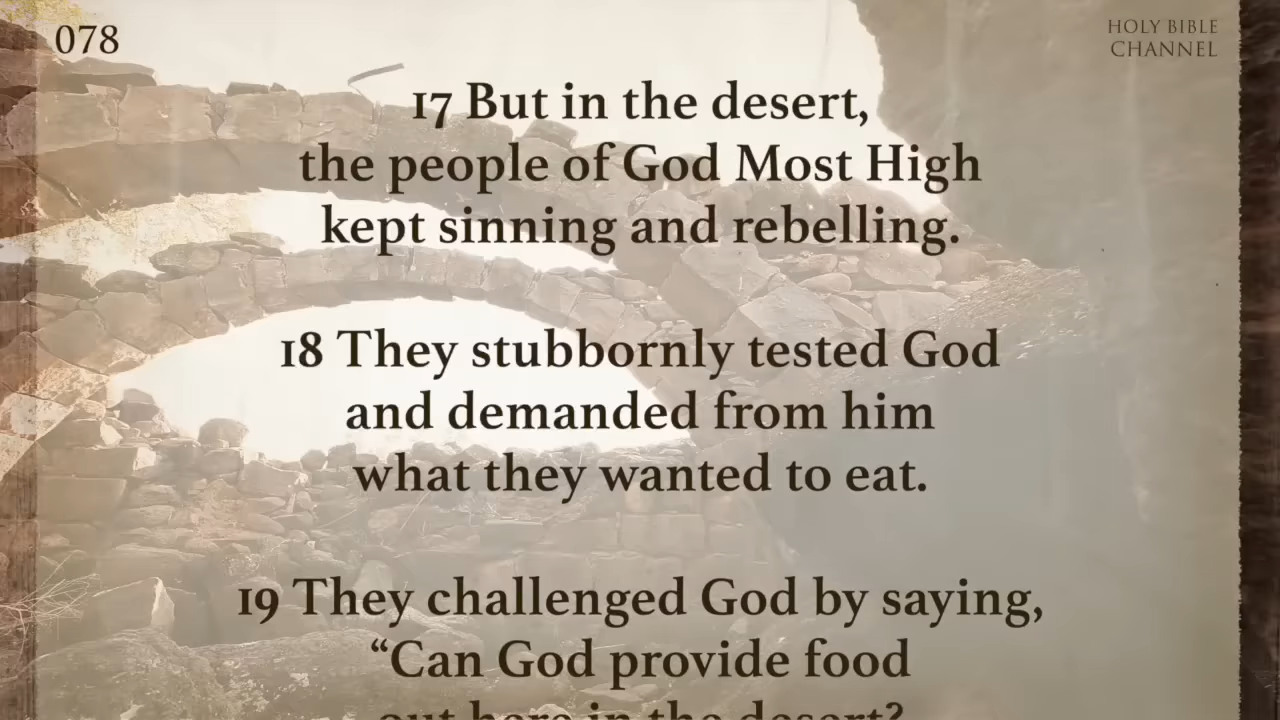 078
HOLY BIBLE
CHANNEL
17 But in the desert,
the people of God Most High
kept sinning and rebelling.
18 They stubbornly tested God
and demanded from him
what they wanted to eat.
19 They challenged God by saying,
“Can God provide food
out here in the desert?